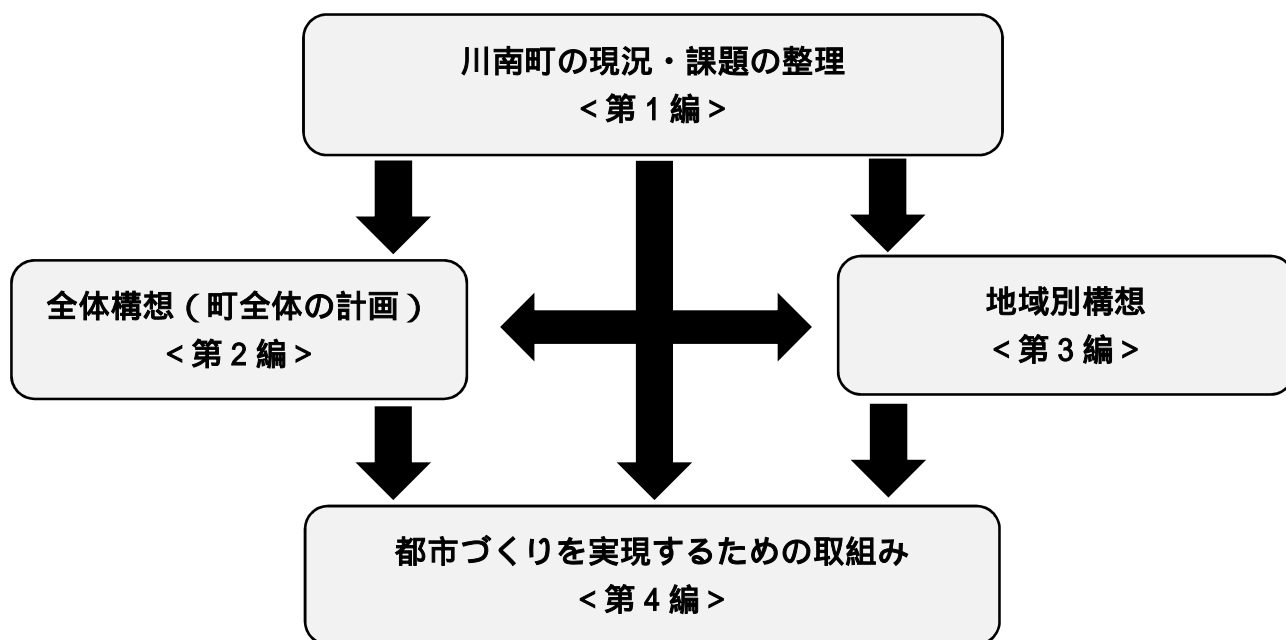 川南町の現況・課題の整理
<第1編>
全体構想(町全体の計画)
<第2編>
地域別構想
<第3編>
都市づくりを実現するための取組み
<第4編>